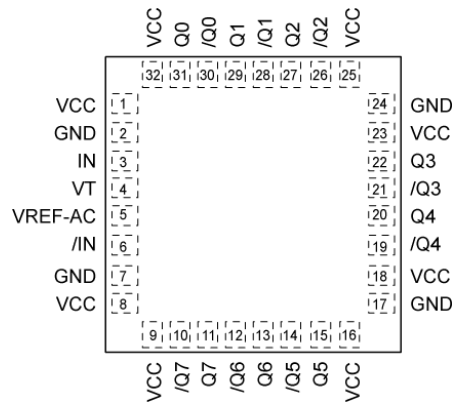 VCC Q0 /Q0 Q1 /Q1 Q2 /Q2 VCC
32 31 30 29 28 27 26 25
VCC 1 24 GND
GND 2 23 VCC
IN 3 22 Q3
VT 4 21 /Q3
VREF-AC 5 20 Q4
/IN 6 19 /Q4
GND 7 18 VCC
VCC 8 17 GND
9 10 11 12 13 14 15 16
VCC /Q7 Q7 /Q6 Q6 /Q5 Q5 VCC